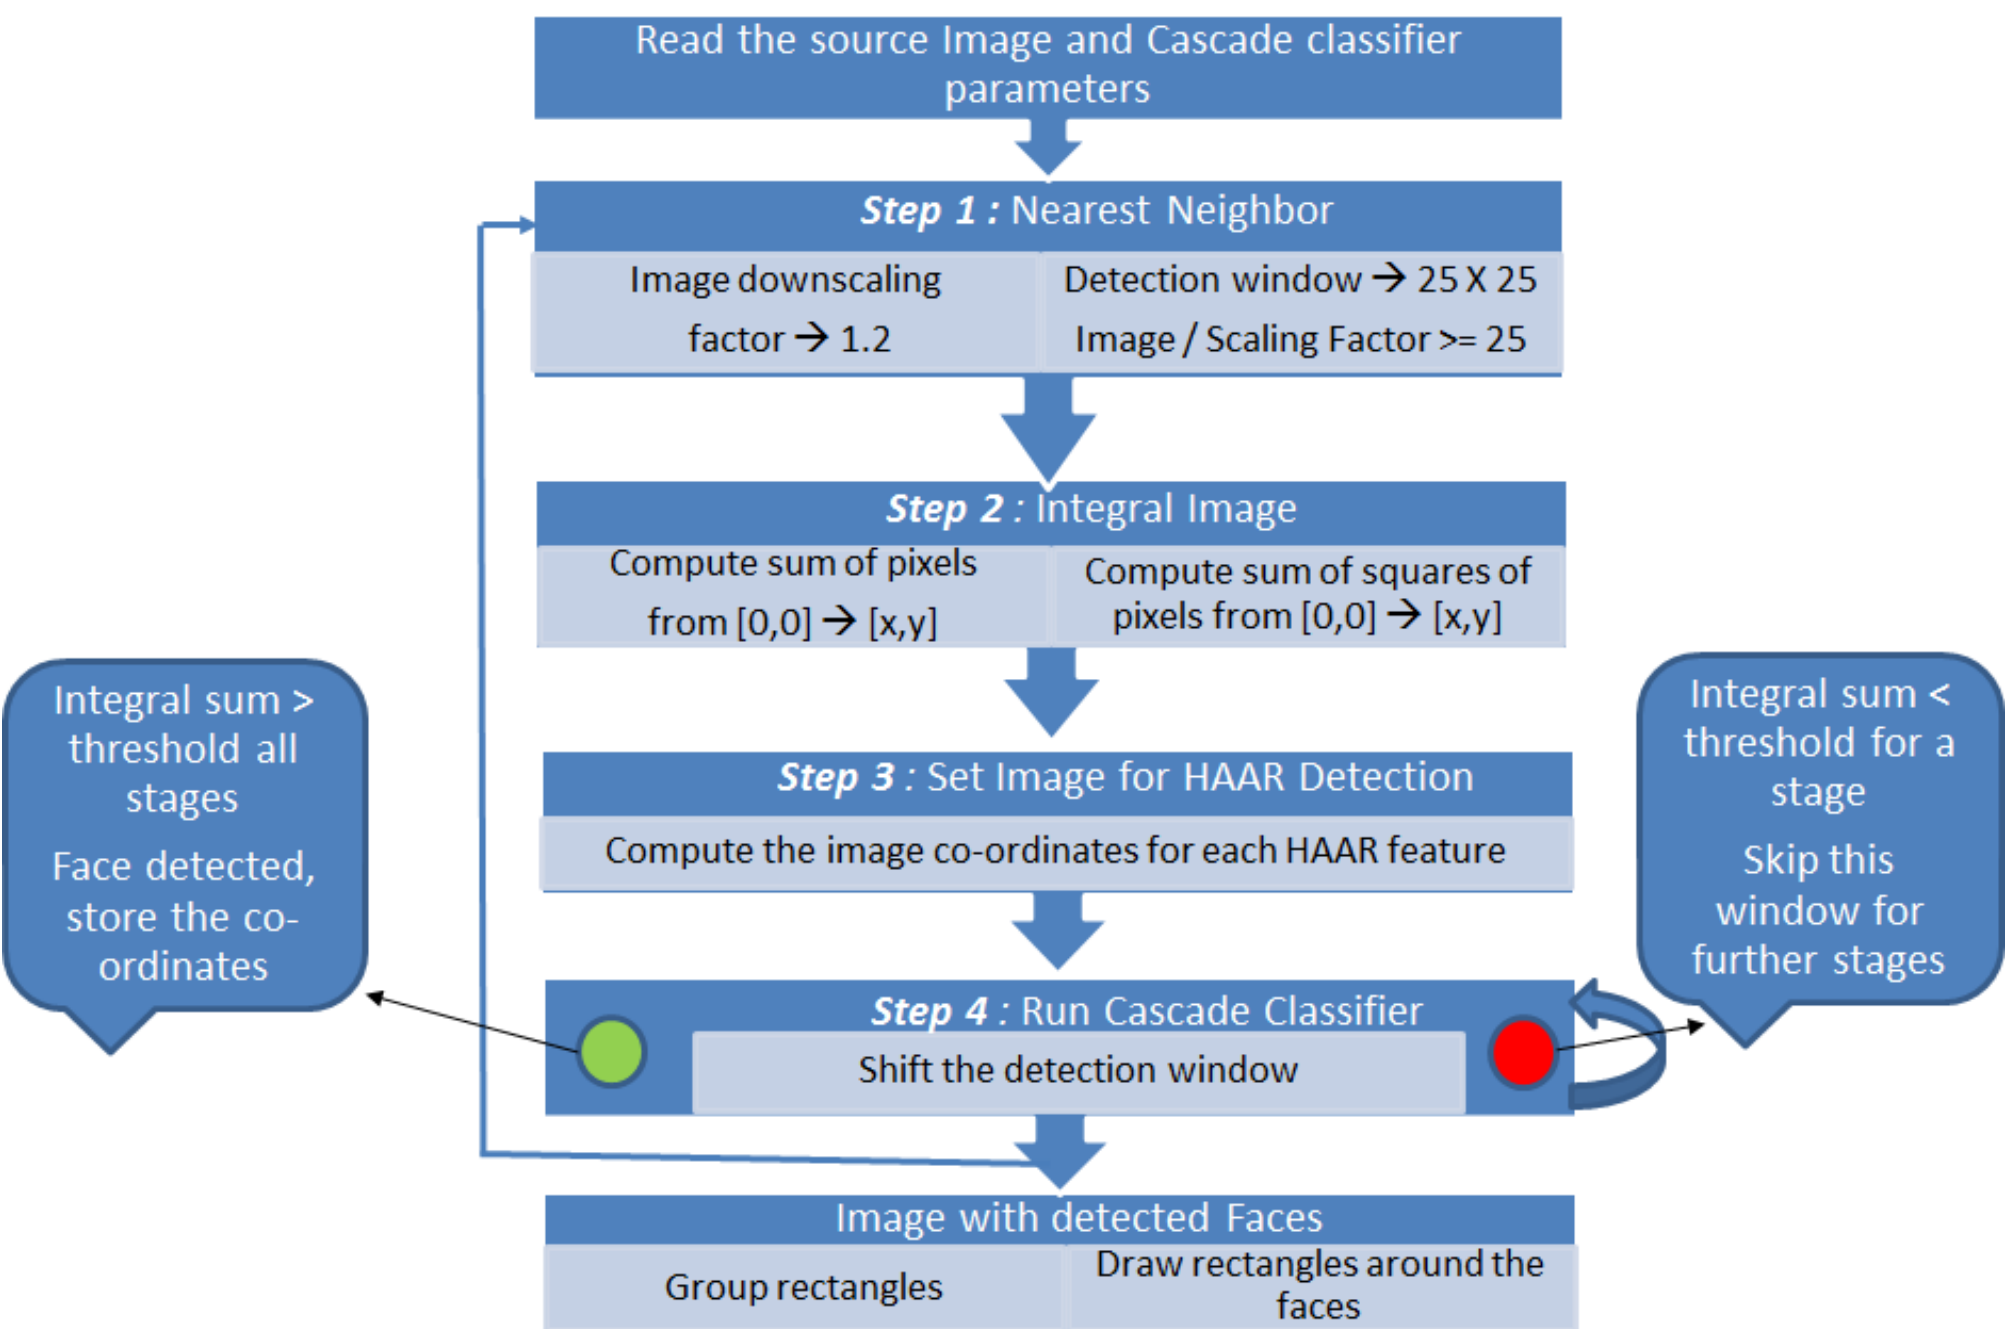 Read the source Image and Cascade classifier
parameters
Step 1 : Nearest Neighbor
Image downscaling
factor → 1.2
Detection window → 25 X 25
Image / Scaling Factor >= 25
Step 2 : Integral Image
Compute sum of pixels
from [0,0] → [x,y]
Compute sum of squares of
pixels from [0,0] → [x,y]
Integral sum >
threshold all
stages
Face detected,
store the co-
ordinates
Integral sum <
threshold for a
stage
Skip this
window for
further stages
Step 3 : Set Image for HAAR Detection
Compute the image co-ordinates for each HAAR feature
Step 4 : Run Cascade Classifier
Shift the detection window
Image with detected Faces
Group rectangles
Draw rectangles around the
faces